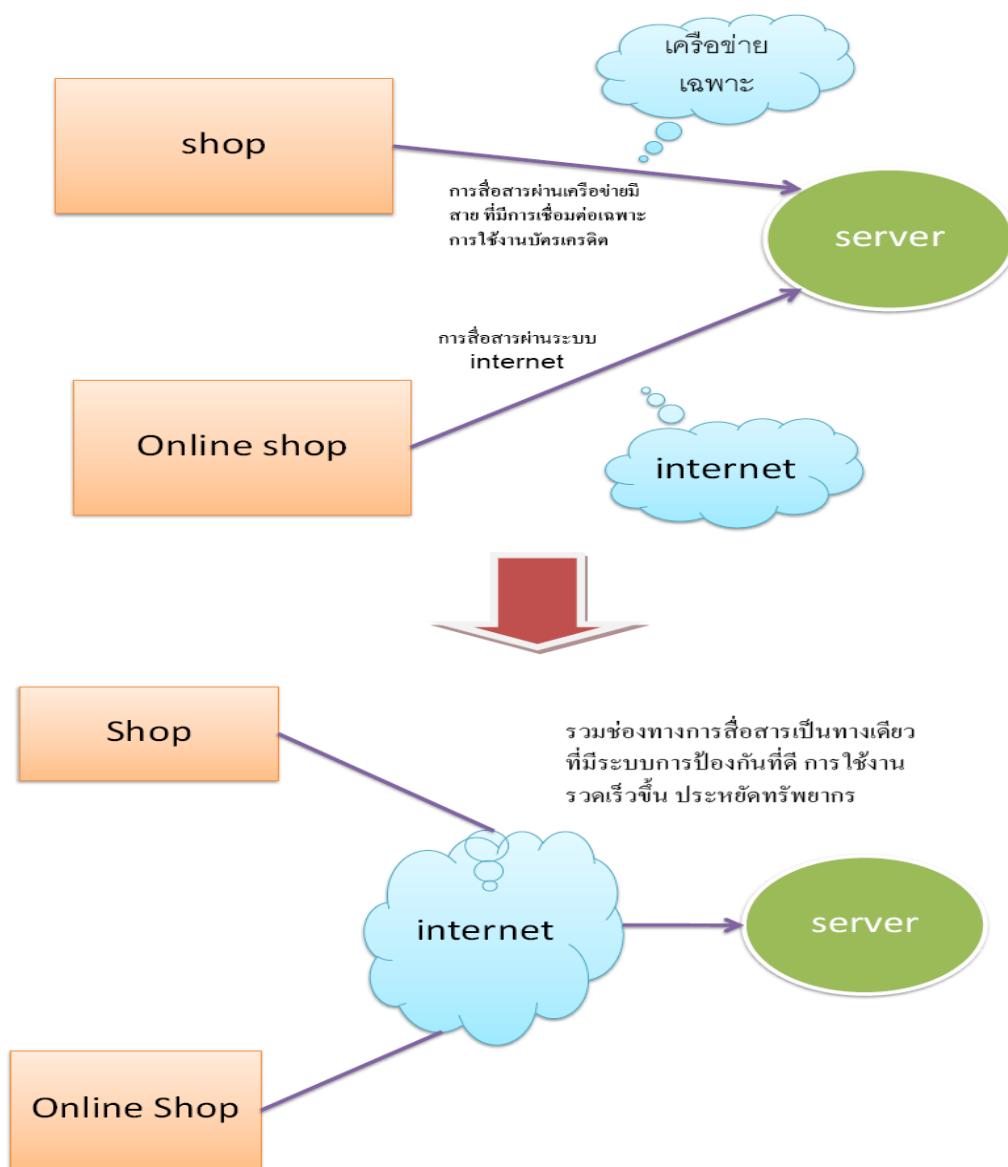 เครือข่าย
เฉพาะ
shop
การสื่อสารผ่านเครือข่ายมี
สาย ที่มีการเชื่อมต่อเฉพาะ
การใช้งานบัตรเครดิต
server
การสื่อสารผ่านระบบ
internet
Online shop
internet
Shop
รวมช่องทางการสื่อสารเป็นทางเดียว
ที่มีระบบการป้องกันที่ดี การใช้งาน
รวดเร็วขึ้น ประหยัดทรัพยากร
internet
server
Online Shop